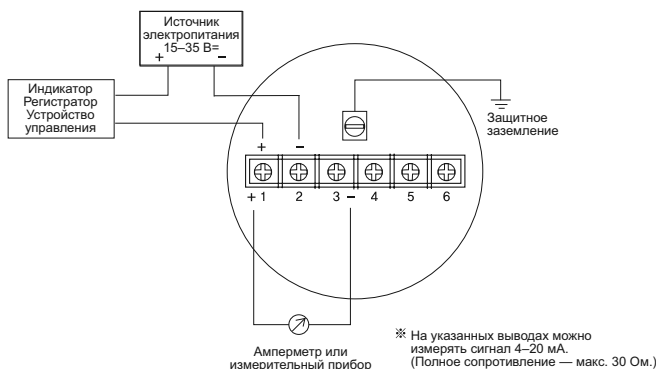 Источник
электропитания
15–35 В=
+ –
Индикатор
Регистратор
Устройство
управления
Защитное
заземление
+ –
+ 1 2 3 – 4 5 6
Амперметр или
измерительный прибор
※ На указанных выводах можно
измерять сигнал 4–20 мА.
(Полное сопротивление — макс. 30 Ом.)